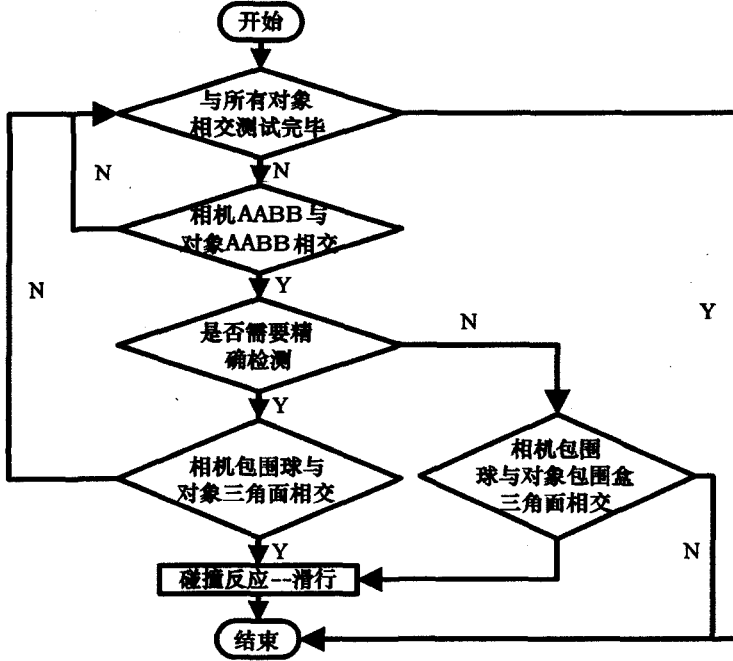 开始
与所有对象
相交测试完毕
N
N
相机AABB与
对象AABB相交
N
Y
Y
是否需要精
确检测
N
Y
相机包围球与
对象三角面相交
相机包围
球与对象包围盒
三角面相交
Y
N
碰撞反应--滑行
结束